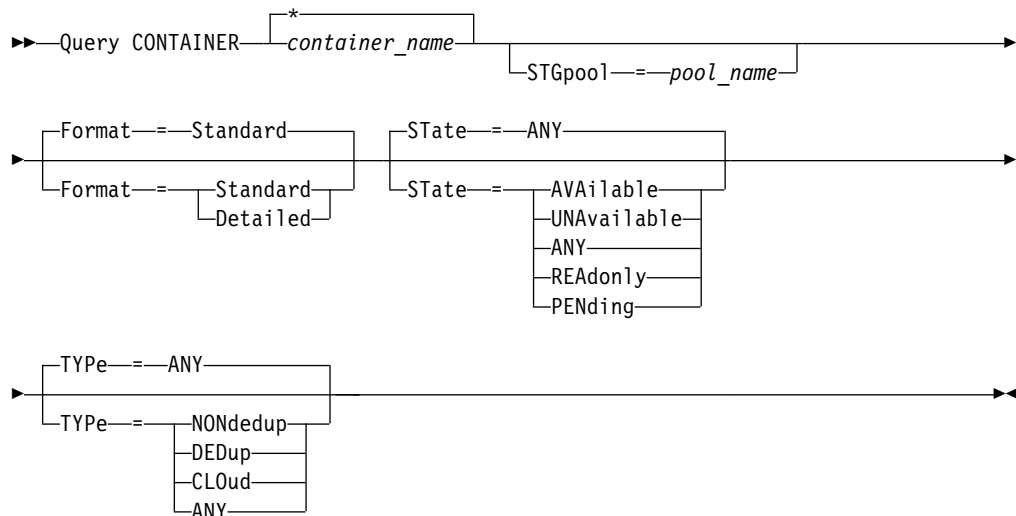 *
Query CONTAINER container_name
STGpool = pool_name
Format = Standard STate = ANY
Format = Standard STate = AVAilable
Detailed UNAvailable
ANY
REAdonly
PENding
TYPe = ANY
TYPe = NONdedup
DEDup
CLOud
ANY